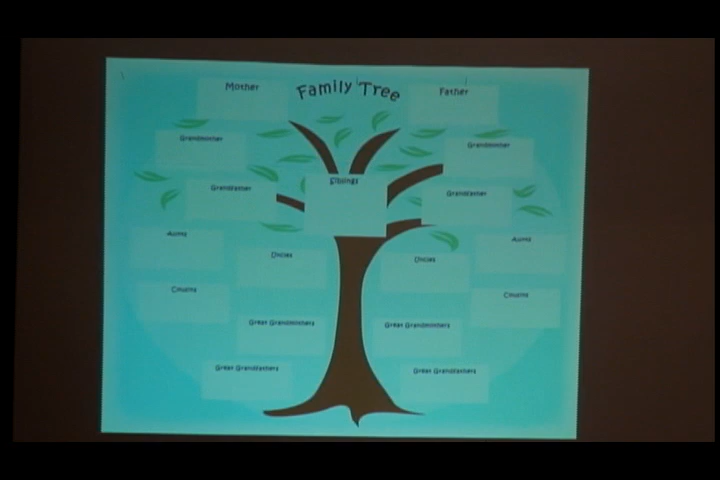 Family Tree
Mother
Father
Grandmother
Grandmother
Siblings
Grandfather
Grandfather
Aunts
Aunts
Uncles
Uncles
Cousins
Cousins
Great Grandmothers
Great Grandmothers
Great Grandfathers
Great Grandfathers